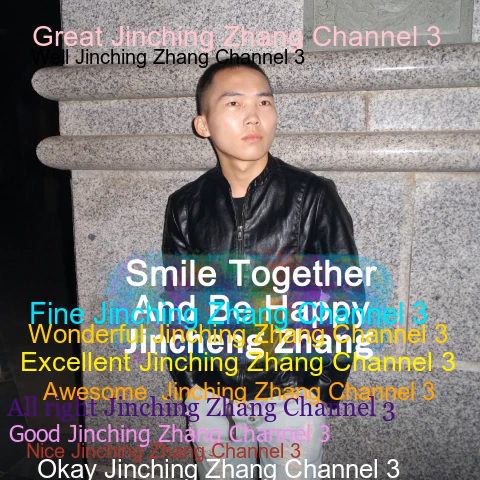 Great Jinching Zhang Channel 3
Well Jinching Zhang Channel 3
Smile Together
And Be Happy
Fine Jinching Zhang Channel 3
Wonderful Jinching Zhang Channel 3
Jincheng Zhang
Excellent Jinching Zhang Channel 3
Awesome Jinching Zhang Channel 3
All right Jinching Zhang Channel 3
Good Jinching Zhang Channel 3
Nice Jinching Zhang Channel 3
Okay Jinching Zhang Channel 3